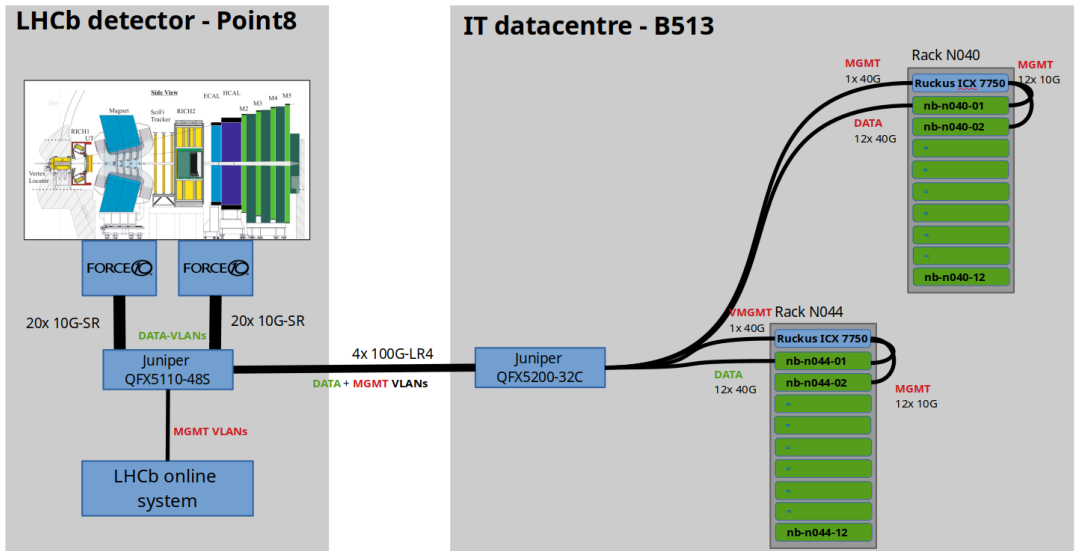 LHCb detector - Point8
IT datacentre - B513
Side View
ECAL HCAL
Magnet
SciFi
Tracker
RICH2
M2
M3
M4
M5
RICH1
UT
Vertex
Locator
FORCE10
FORCE10
20x 10G-SR
20x 10G-SR
DATA-VLANs
Juniper
QFX5110-48S
MGMT VLANs
LHCb online
system
4x 100G-LR4
DATA + MGMT VLANs
Juniper
QFX5200-32C
MGMT
1x 40G
DATA
12x 40G
Rack N040
Ruckus ICX 7750
nb-n040-01
nb-n040-02
"
"
"
"
"
"
nb-n040-12
MGMT
12x 10G
VMGMT
1x 40G
DATA
12x 40G
Rack N044
Ruckus ICX 7750
nb-n044-01
nb-n044-02
"
"
"
"
"
"
nb-n044-12
MGMT
12x 10G